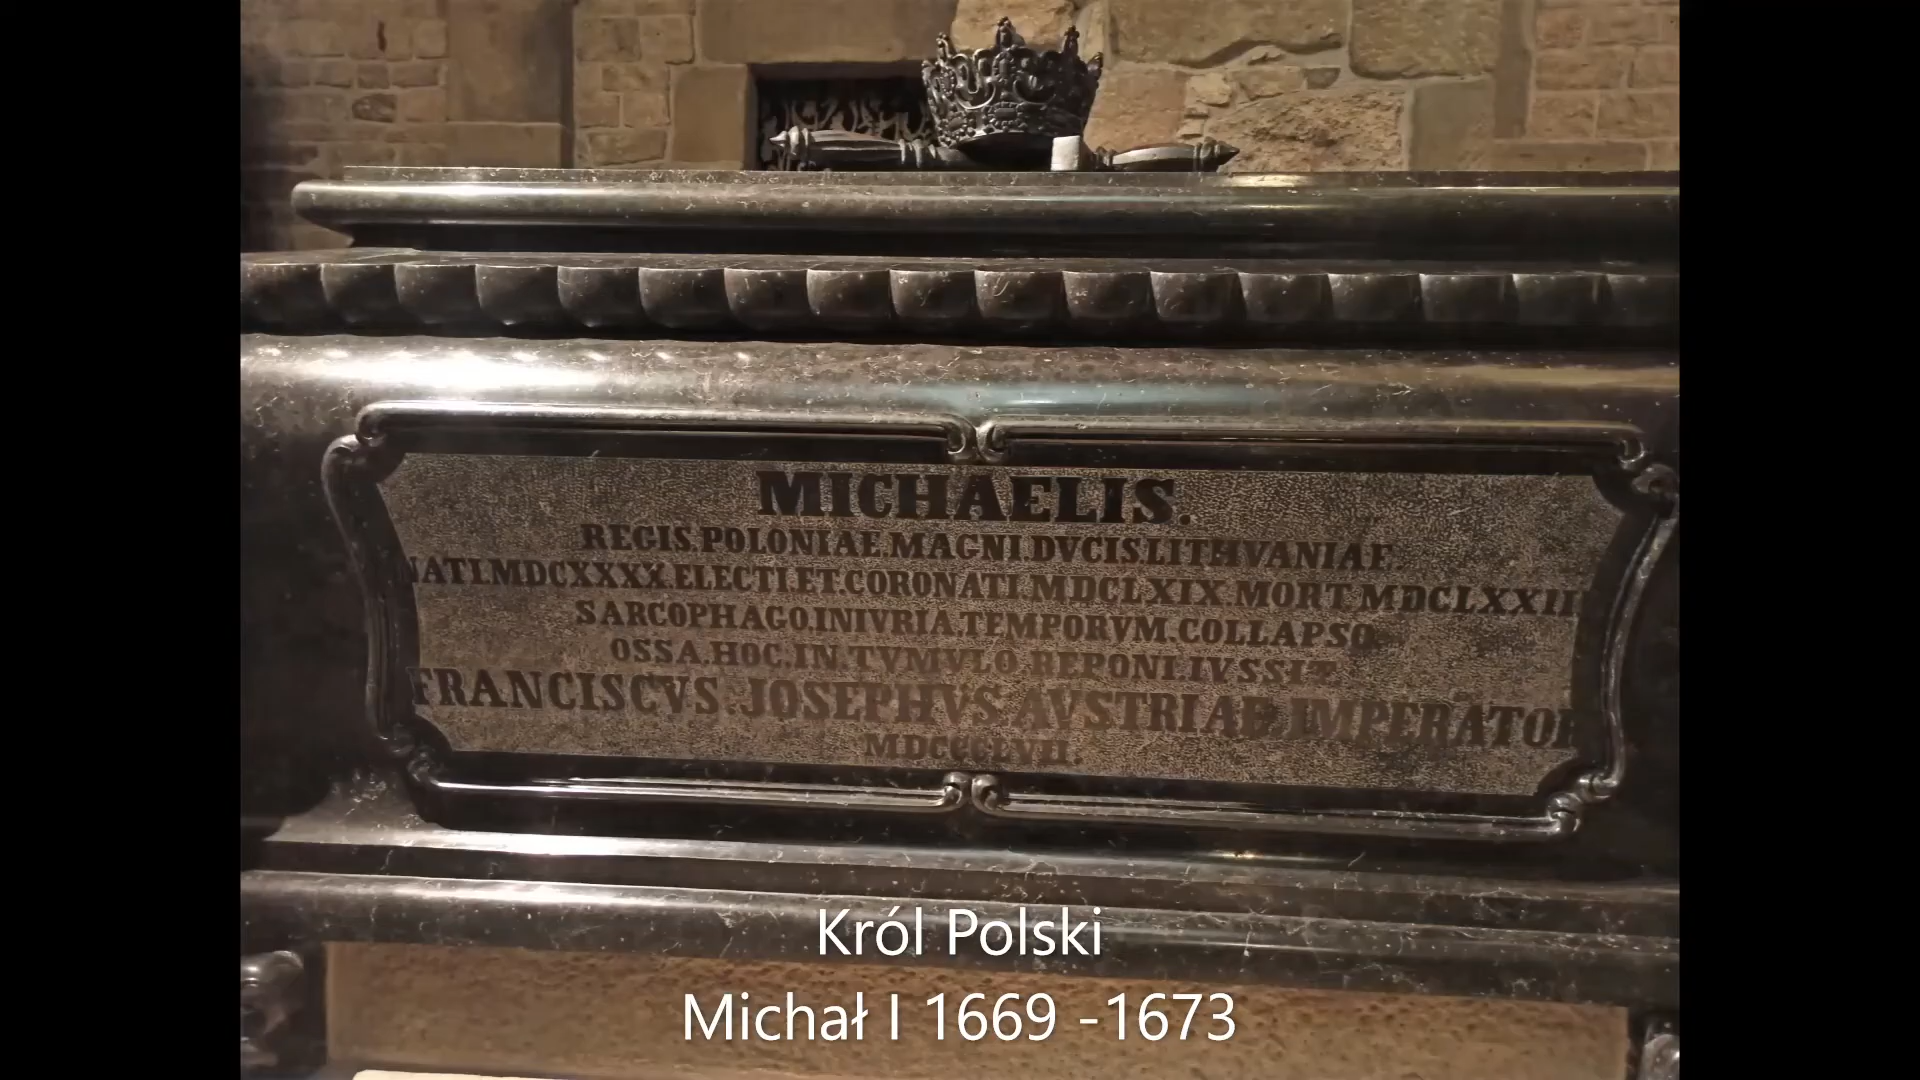 MICHAELIS.
REGIS.POLONIAE.MAGNI.DVCIS.LITHVANIAE.
NATI.MDCXXXX.ELECTI.ET.CORONATI.MDCLXIX.MORT.MDCLXXIII
SARCOPHAGO.INIVRIA.TEMPORVM.COLLAPSO.
OSSA.HOC.IN.TVMVLO.REPONI.IVSSIT.
FRANCISCVS.JOSEPHVS.AVSTRIAE.IMPERATOR
MDCCCLVII.
Król Polski
Michał I 1669 -1673